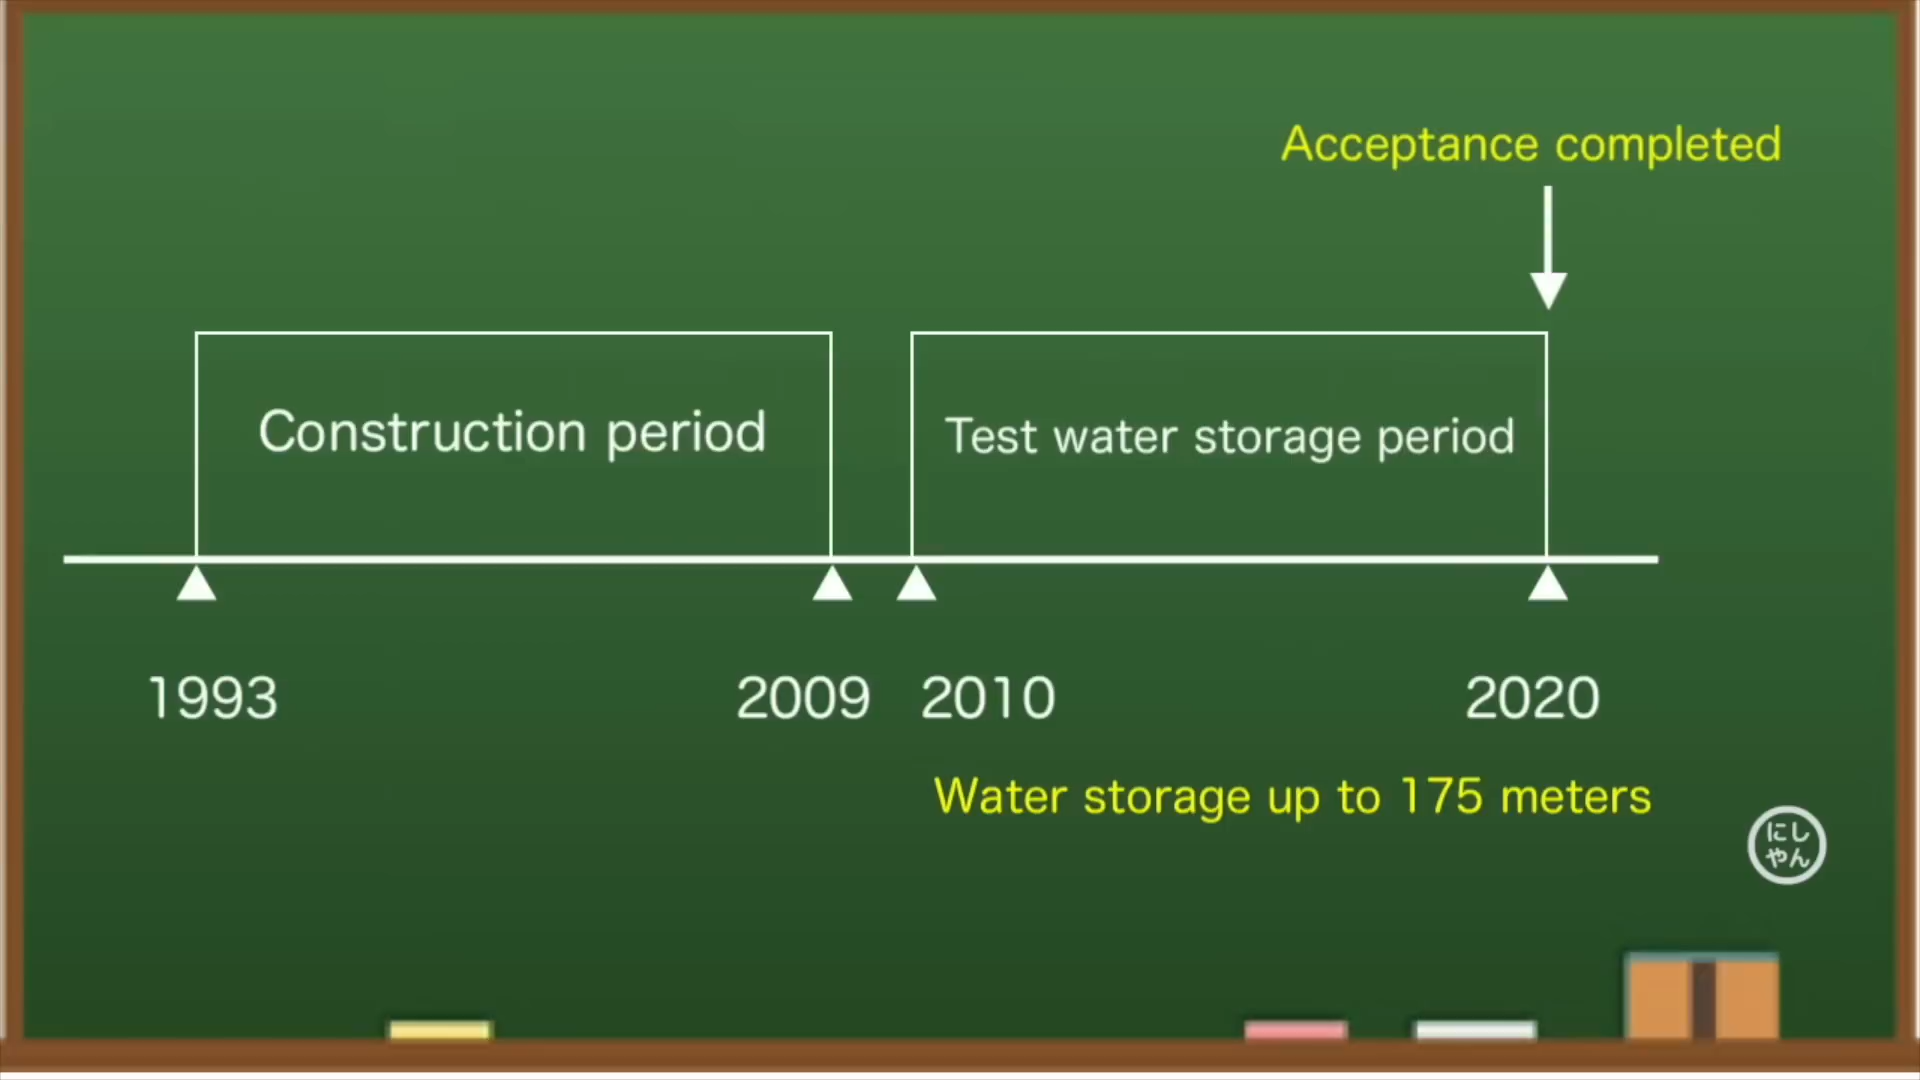 Acceptance completed
Construction period
Test water storage period
1993
2009
2010
2020
Water storage up to 175 meters
にし
やん